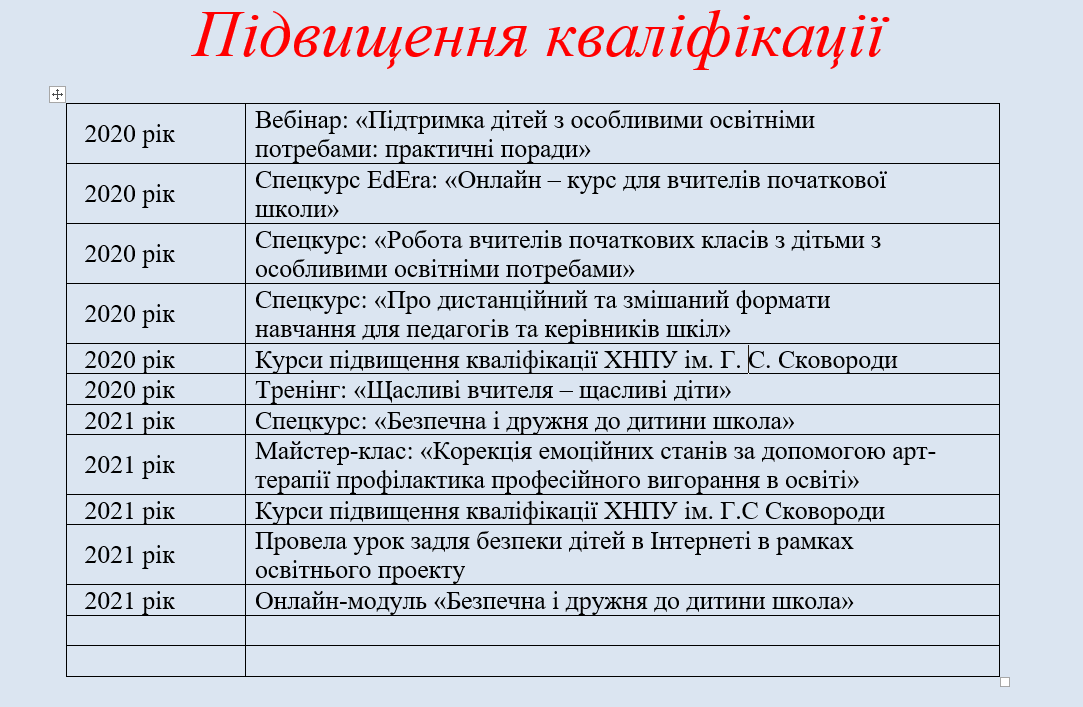 Підвищення кваліфікації
2020 рік
Вебінар: «Підтримка дітей з особливими освітніми
потребами: практичні поради»
2020 рік
Спецкурс EdEra: «Онлайн – курс для вчителів початкової
школи»
2020 рік
Спецкурс: «Робота вчителів початкових класів з дітьми з
особливими освітніми потребами»
2020 рік
Спецкурс: «Про дистанційний та змішаний формати
навчання для педагогів та керівників шкіл»
2020 рік
Курси підвищення кваліфікації ХНПУ ім. Г. С. Сковороди
2020 рік
Тренінг: «Щасливі вчителя – щасливі діти»
2021 рік
Спецкурс: «Безпечна і дружня до дитини школа»
2021 рік
Майстер-клас: «Корекція емоційних станів за допомогою арт-
терапії профілактика професійного вигорання в освіті»
2021 рік
Курси підвищення кваліфікації ХНПУ ім. Г.С Сковороди
2021 рік
Провела урок задля безпеки дітей в Інтернеті в рамках
освітнього проекту
2021 рік
Онлайн-модуль «Безпечна і дружня до дитини школа»